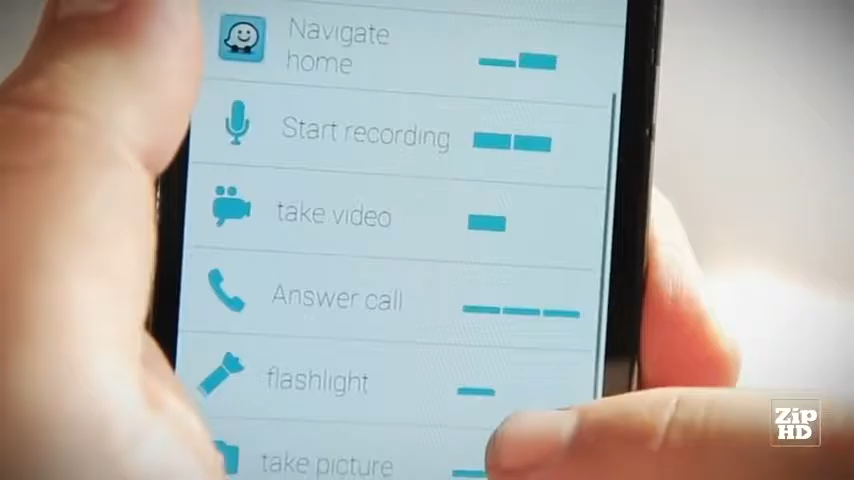 Navigate
home
Start recording
take video
Answer call
flashlight
take picture
ZiP
HD